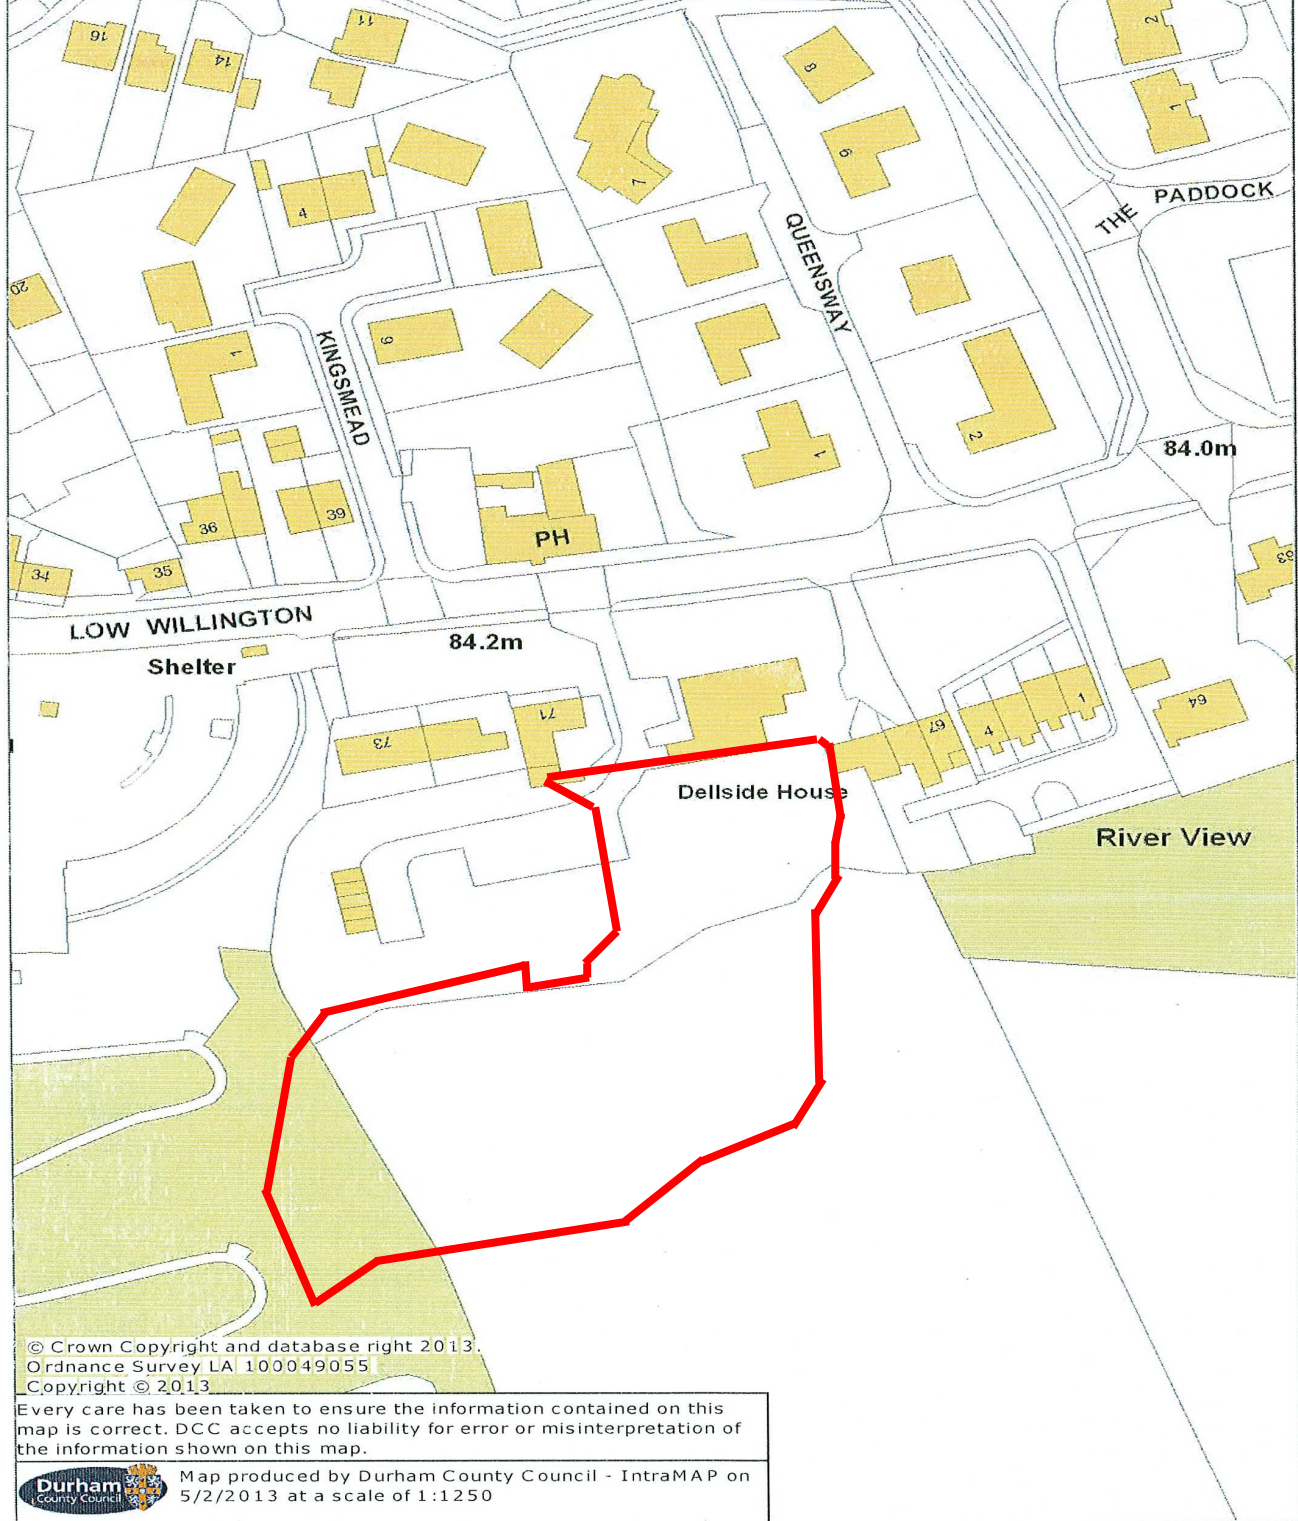 16
14
11
8
2
1
6
7
4
THE PADDOCK
QUEENSWAY
20
1
KINGSMEAD
6
2
1
84.0m
36
39
PH
34
35
33
LOW WILLINGTON
84.2m
Shelter
73
71
67
4
1
64
Dellside House
River View
© Crown Copyright and database right 2013.
Ordnance Survey LA 100049055
Copyright © 2013
Every care has been taken to ensure the information contained on this
map is correct. DCC accepts no liability for error or misinterpretation of
the information shown on this map.
Durham
County Council
Map produced by Durham County Council - IntraMAP on
5/2/2013 at a scale of 1:1250